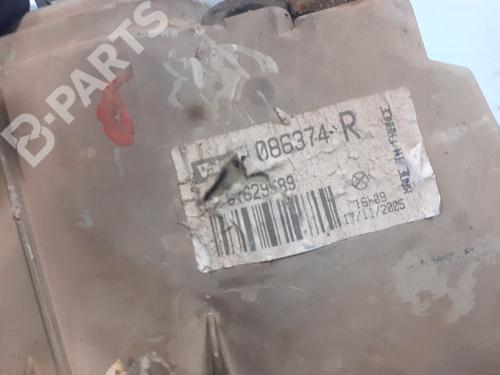 B-PARTS
086374 R
MADE IN FRANCE
16H09
17/11/2005